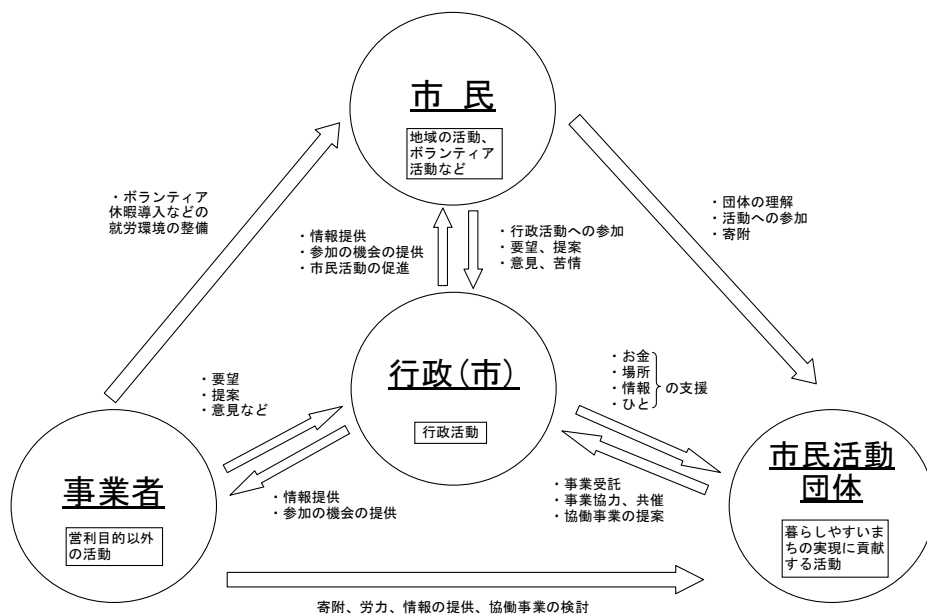 市 民
地域の活動、
ボランティア
活動など
・ボランティア
休暇導入などの
就労環境の整備
・情報提供
・参加の機会の提供
・市民活動の促進
・行政活動への参加
・要望、提案
・意見、苦情
・団体の理解
・活動への参加
・寄附
行政(市)
行政活動
・要望
・提案
・意見など
・お金
・場所
・情報
・ひと
の支援
事業者
営利目的以外
の活動
・情報提供
・参加の機会の提供
・事業受託
・事業協力、共催
・協働事業の提案
市民活動
団体
暮らしやすいま
ちの実現に貢献
する活動
寄附、労力、情報の提供、協働事業の検討